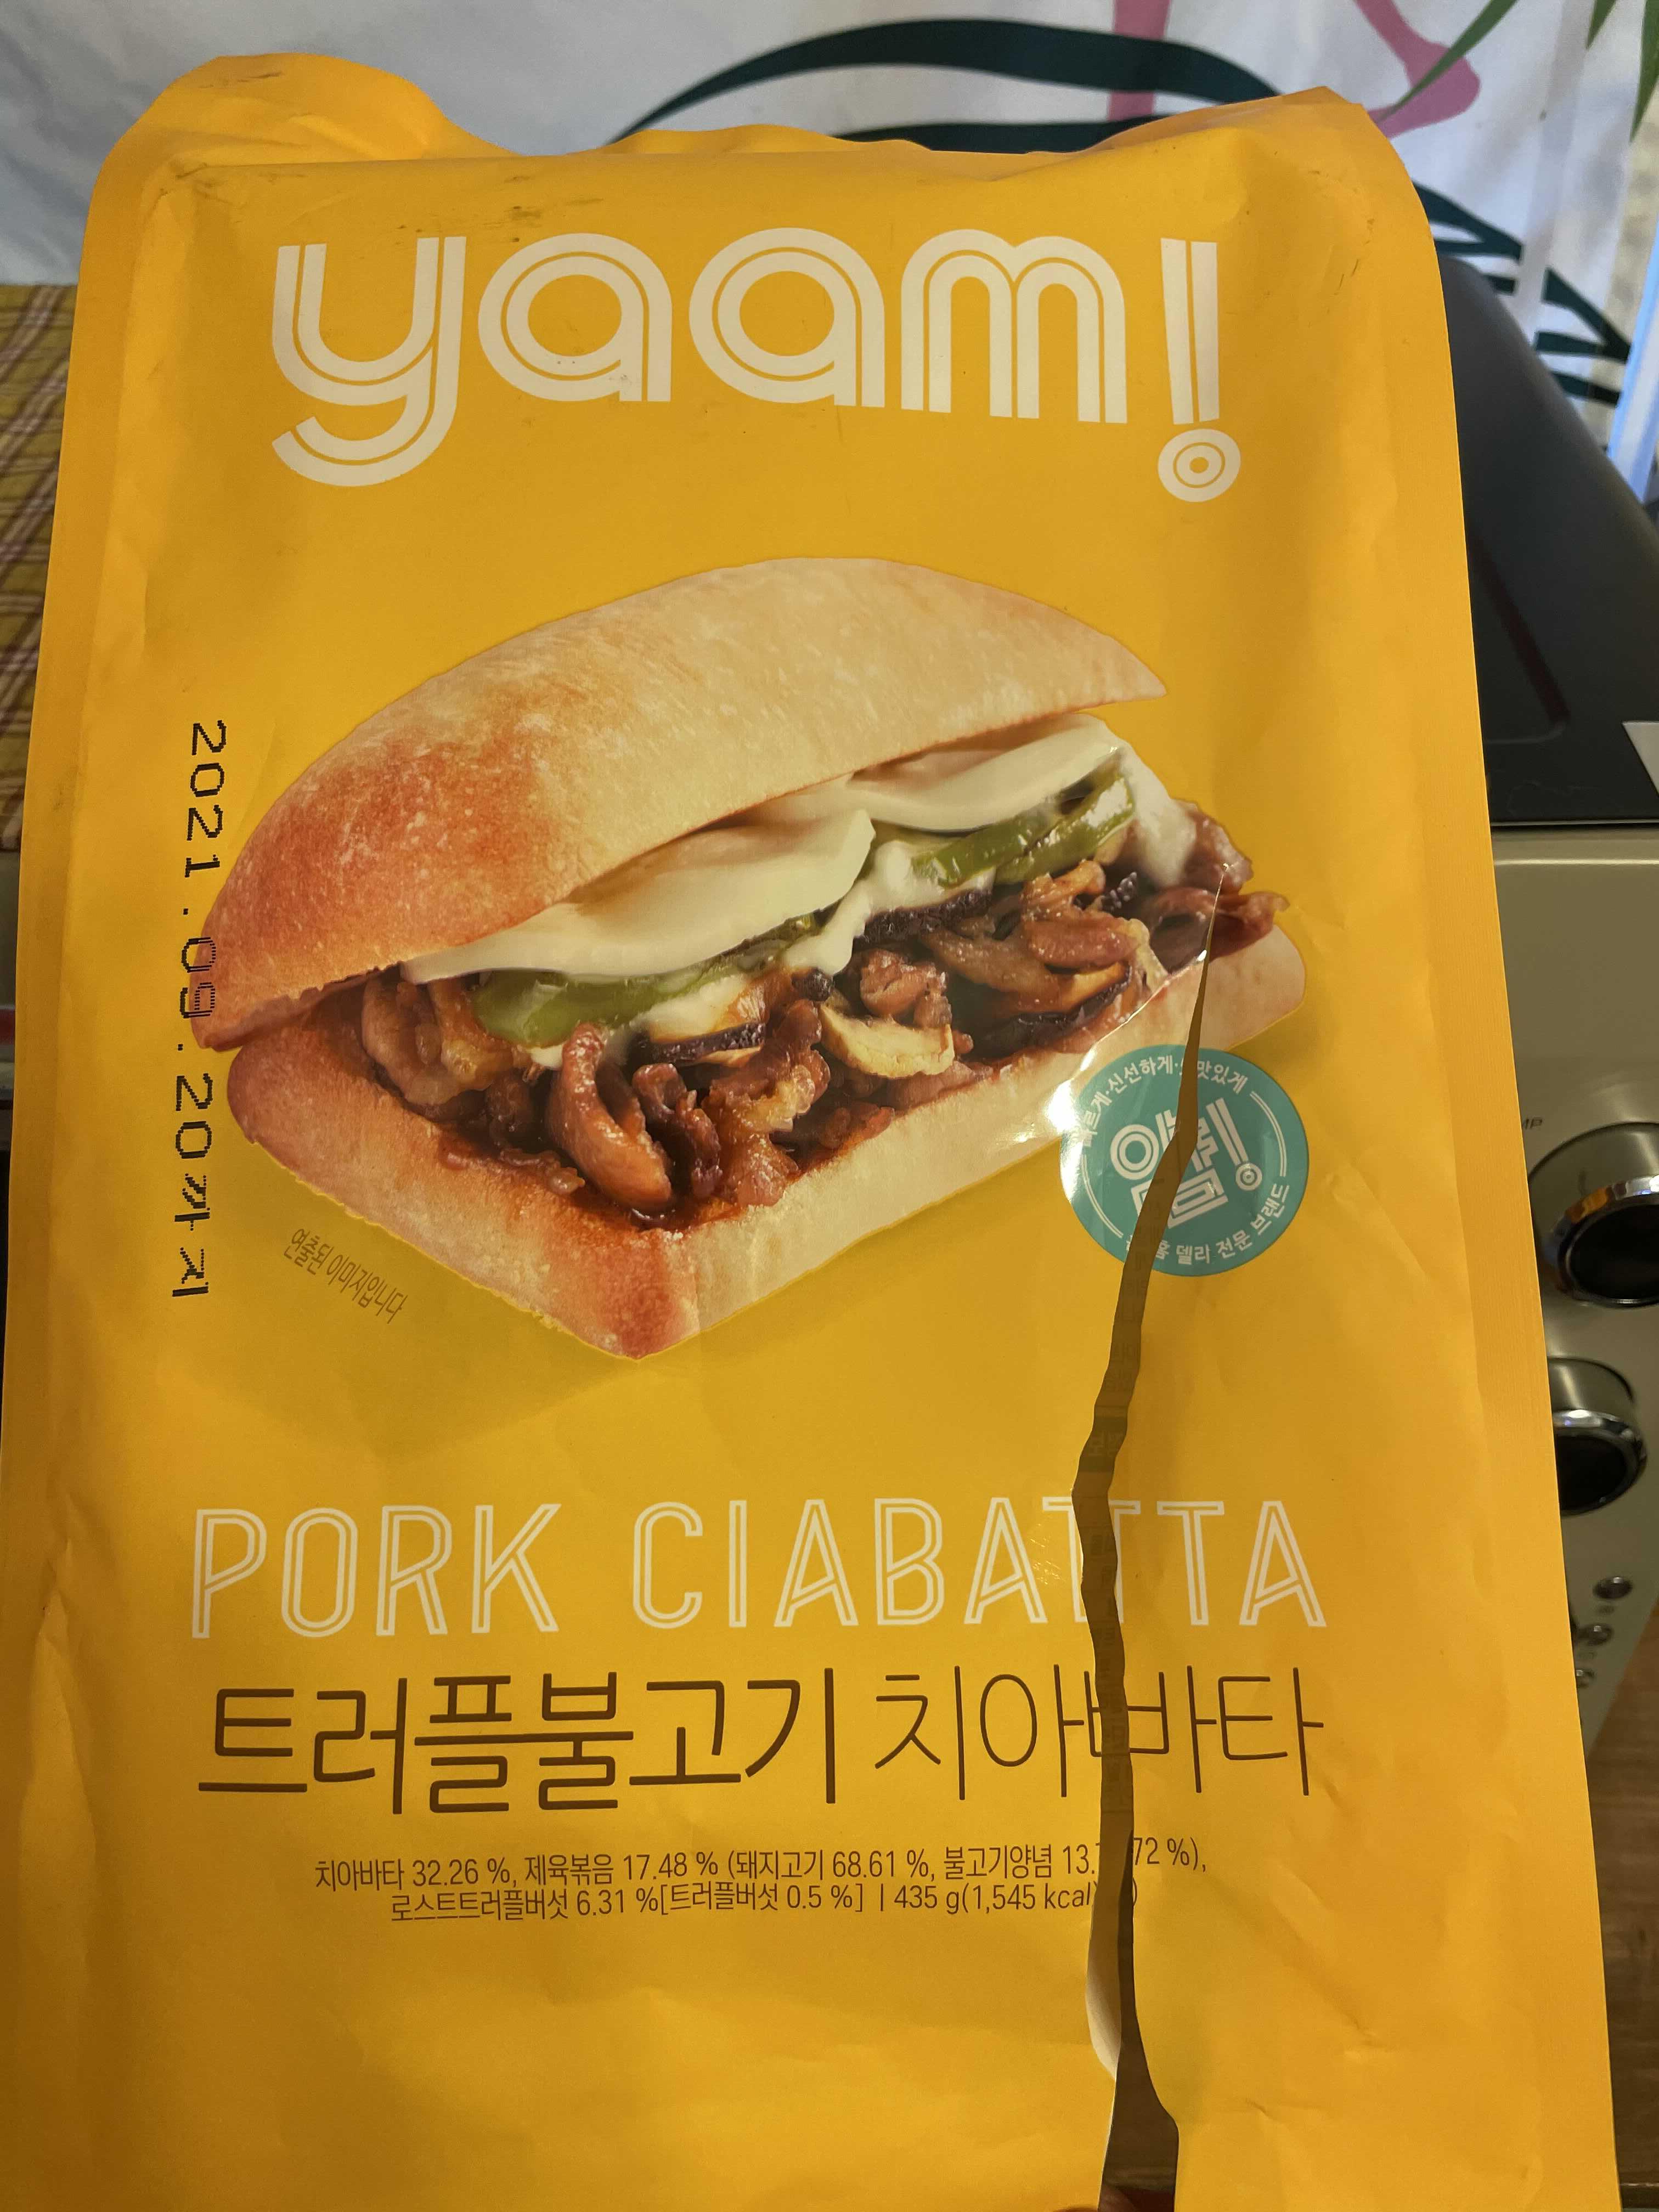 yaam!
2021.09.20까지
연출된 이미지입니다
신선하게 맛있게
얌!
델리 전문 브랜드
PORK CIABATTA
트러플불고기 치아바타
치아바타 32.26 %, 제육볶음 17.48 % (돼지고기 68.61 %, 불고기양념 13.72 %),
로스트트러플버섯 6.31 %[트러플버섯 0.5 %] | 435 g(1,545 kcal)